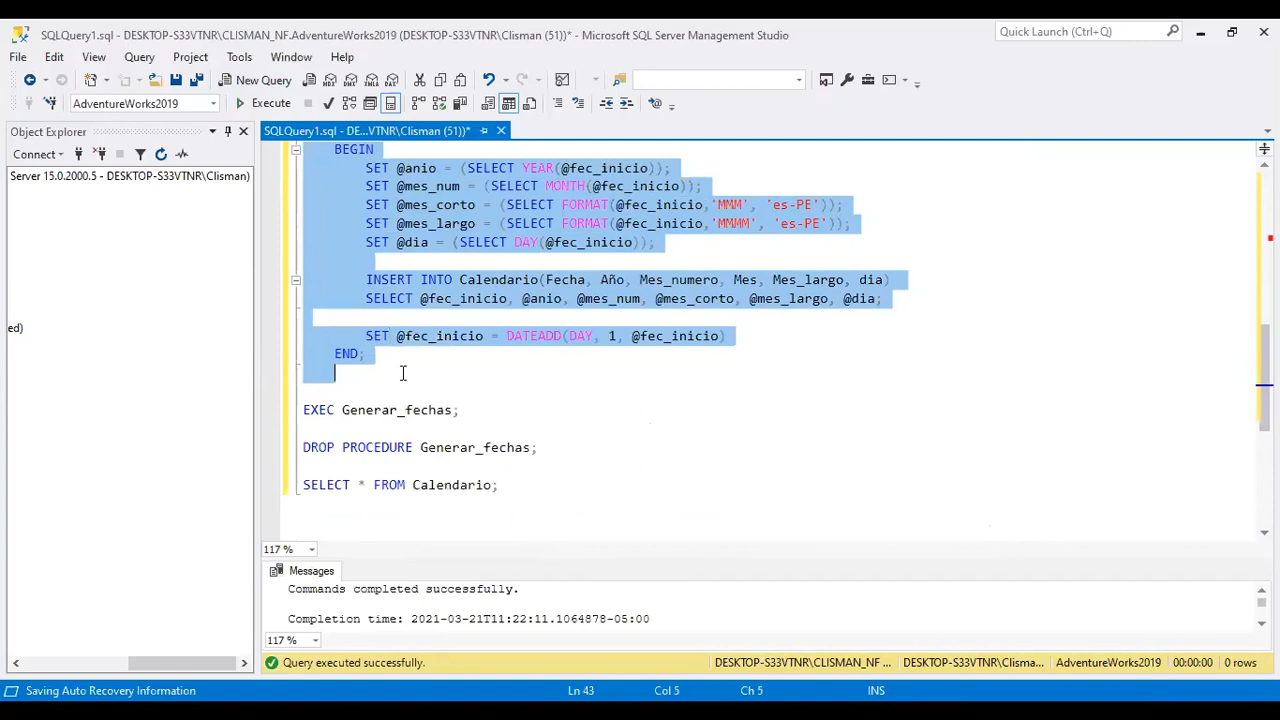 SQLQuery1.sql - DESKTOP-S33VTNR\CLISMAN_NF.AdventureWorks2019 (DESKTOP-S33VTNR\Clisman (51))* - Microsoft SQL Server Management Studio
Quick Launch (Ctrl+Q)
File Edit View Query Project Tools Window Help
New Query
MDX DMX XMLA DAX
AdventureWorks2019
Execute
Object Explorer
SQLQuery1.sql - DE...VTNR\Clisman (51))*
Connect
Server 15.0.2000.5 - DESKTOP-S33VTNR\Clisman)
ed)
BEGIN
SET @anio = (SELECT YEAR(@fec_inicio));
SET @mes_num = (SELECT MONTH(@fec_inicio));
SET @mes_corto = (SELECT FORMAT(@fec_inicio,'MMM', 'es-PE'));
SET @mes_largo = (SELECT FORMAT(@fec_inicio,'MMMM', 'es-PE'));
SET @dia = (SELECT DAY(@fec_inicio));
INSERT INTO Calendario(Fecha, Año, Mes_numero, Mes, Mes_largo, dia)
SELECT @fec_inicio, @anio, @mes_num, @mes_corto, @mes_largo, @dia;
SET @fec_inicio = DATEADD(DAY, 1, @fec_inicio)
END;
EXEC Generar_fechas;
DROP PROCEDURE Generar_fechas;
SELECT * FROM Calendario;
117 %
Messages
Commands completed successfully.
Completion time: 2021-03-21T11:22:11.1064878-05:00
117 %
Query executed successfully.
DESKTOP-S33VTNR\CLISMAN_NF ... DESKTOP-S33VTNR\Clisma... AdventureWorks2019 00:00:00 0 rows
Saving Auto Recovery Information
Ln 43 Col 5 Ch 5 INS